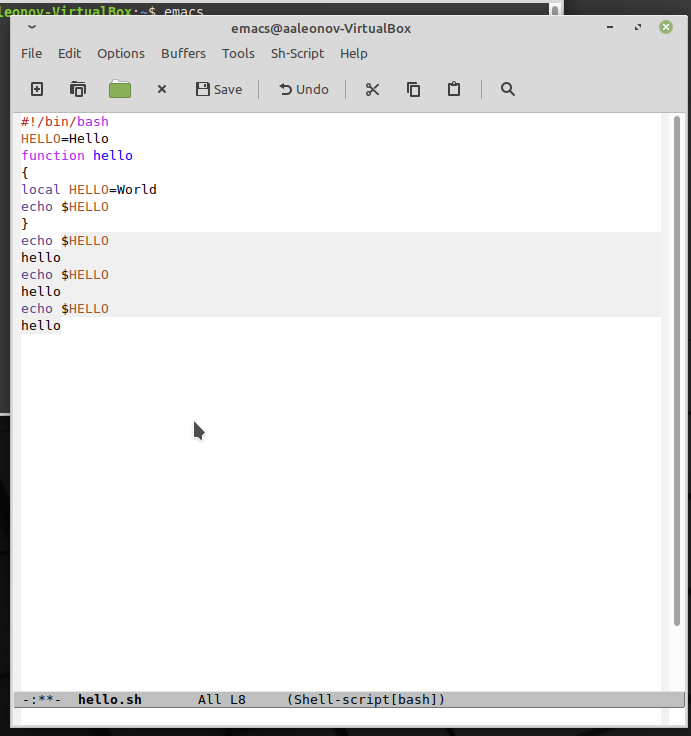 leonov-VirtualBox:~$ emacs
emacs@aaleonov-VirtualBox
File Edit Options Buffers Tools Sh-Script Help
Save Undo
#!/bin/bash
HELLO=Hello
function hello
{
local HELLO=World
echo $HELLO
}
echo $HELLO
hello
echo $HELLO
hello
echo $HELLO
hello
-:**- hello.sh All L8 (Shell-script[bash])